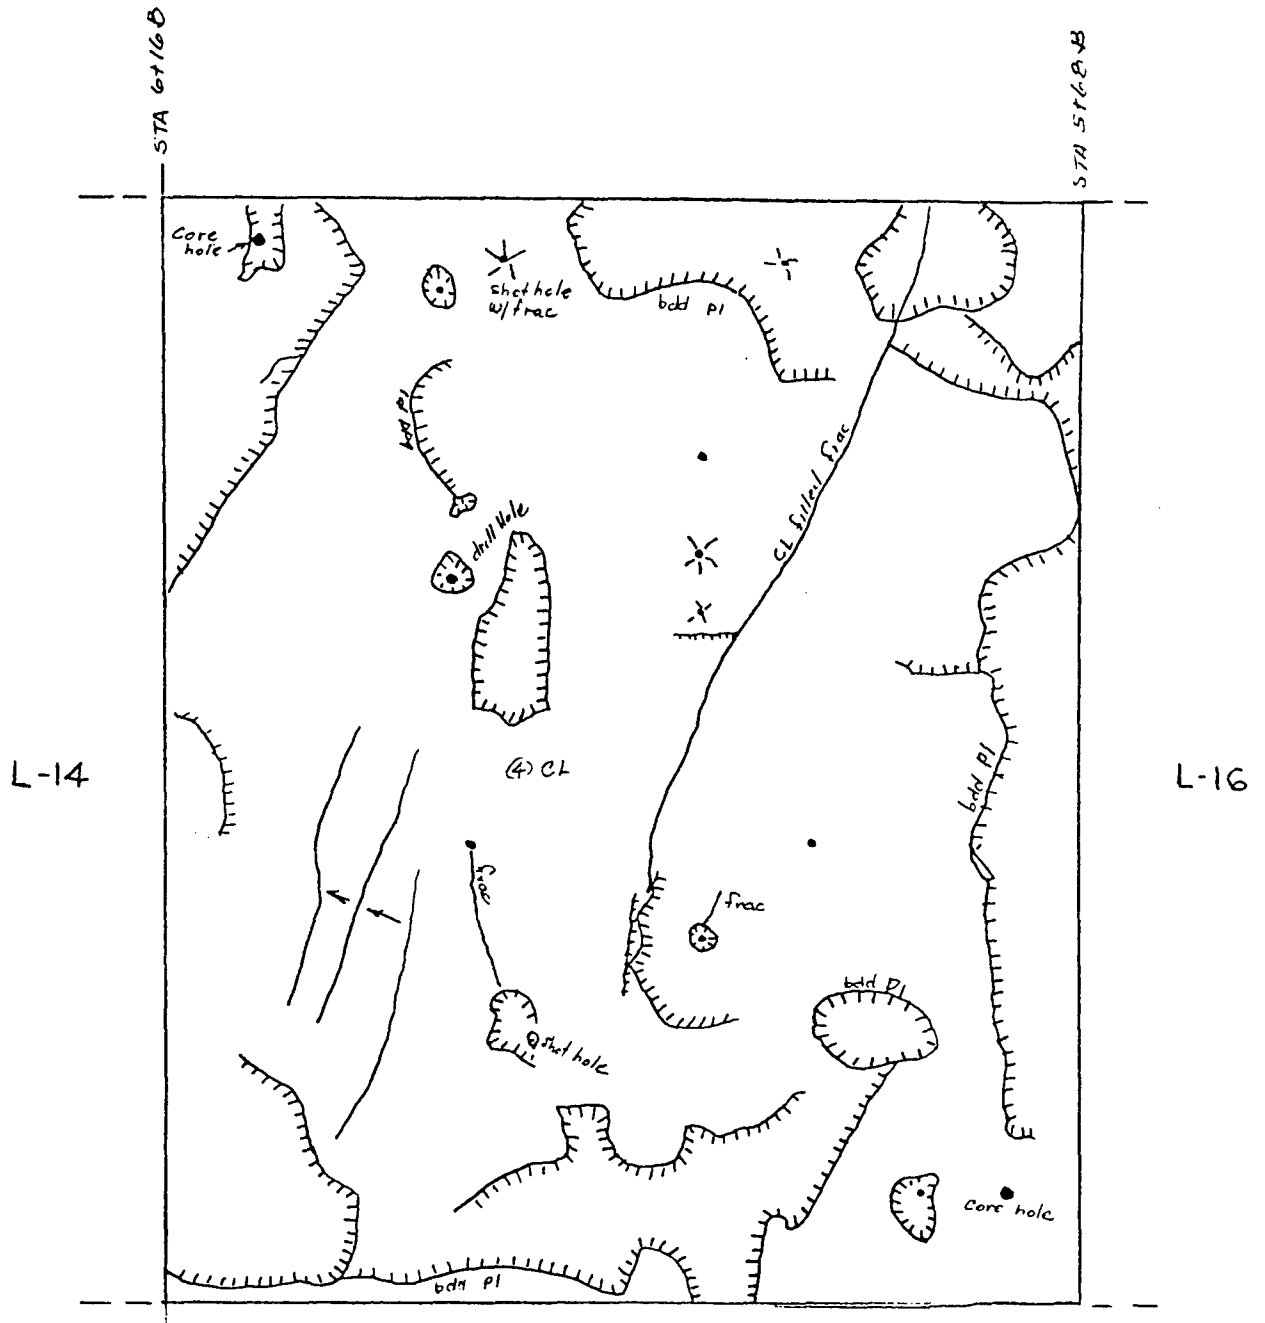 STA 6+16B
STA 5+68B
Core
hole
shot hole
w/ frac
bdd Pl
bdd Pl
CL filled frac
drill Hole
(4) CL
L-14
L-16
bdd Pl
frac
frac
bdd Pl
shot hole
core hole
bdd Pl